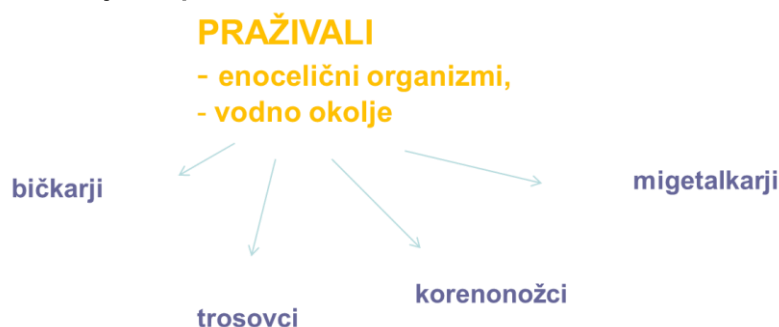 PRAŽIVALI
- enocelični organizmi,
- vodno okolje
bičkarji
migetalkarji
korenonožci
trosovci